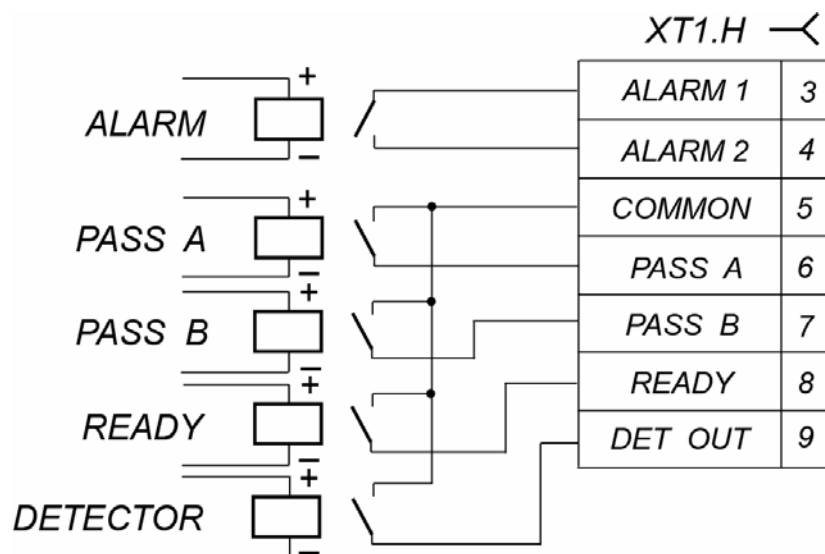 XT1.H
ALARM
+
−
ALARM 1 3
ALARM 2 4
PASS A
+
−
COMMON 5
PASS A 6
PASS B
+
−
PASS B 7
READY
+
−
READY 8
DETECTOR
+
−
DET OUT 9